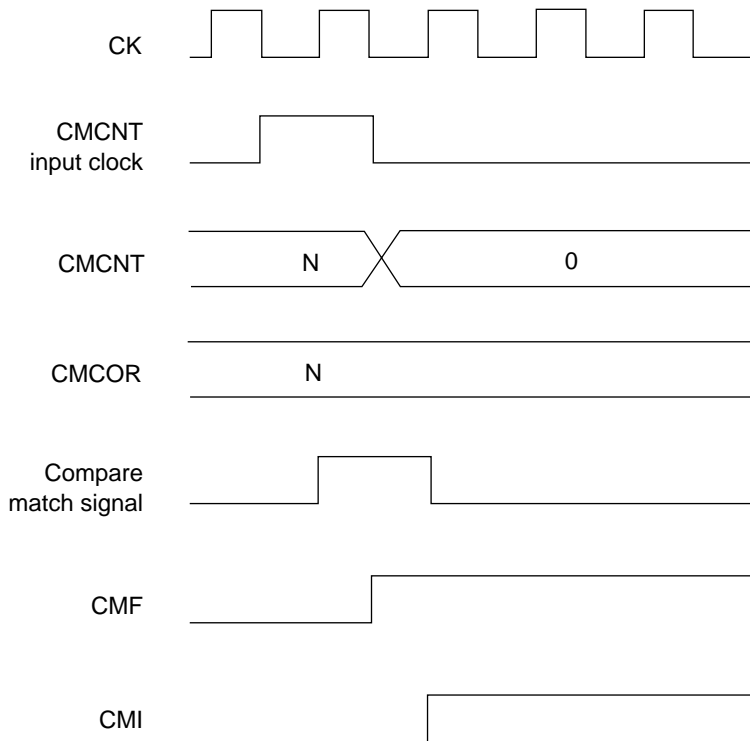 CK
CMCNT
input clock
CMCNT
N
0
CMCOR
N
Compare
match signal
CMF
CMI